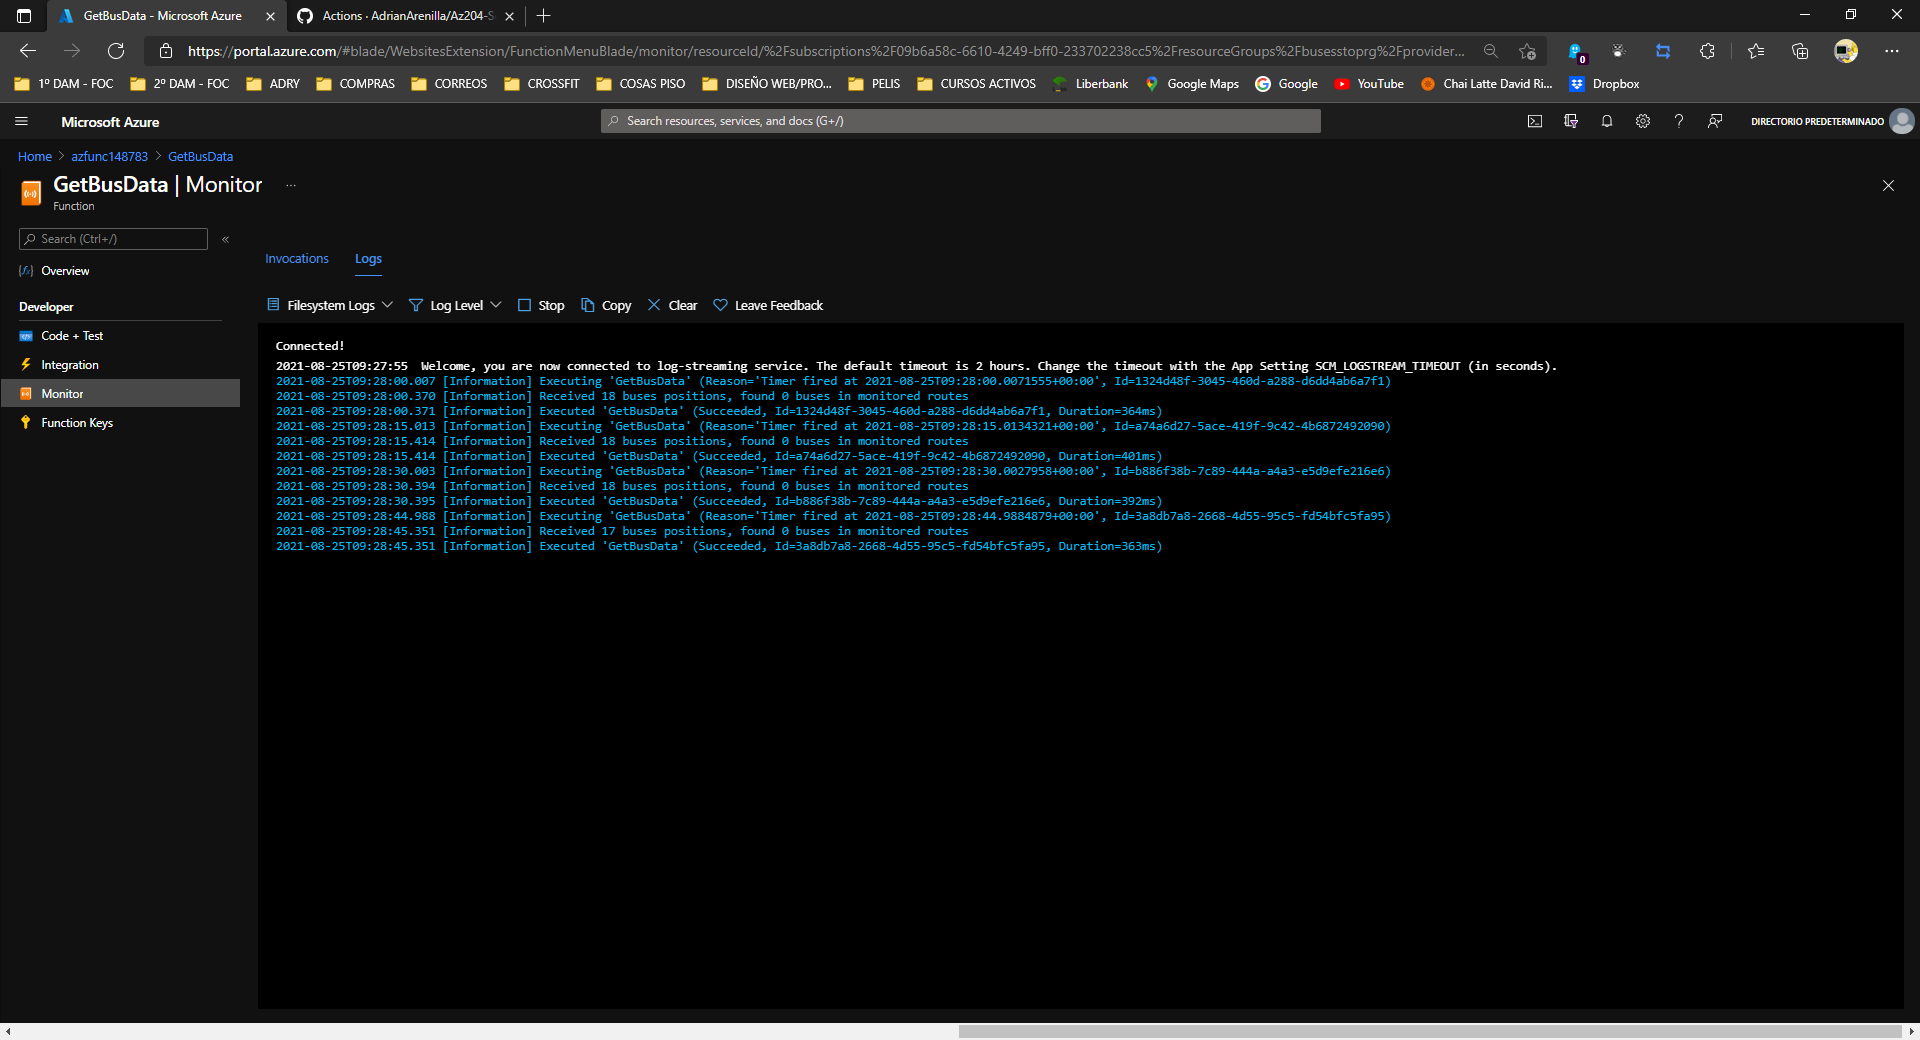 GetBusData - Microsoft Azure
Actions · AdrianArenilla/Az204-S
https://portal.azure.com/#blade/WebsitesExtension/FunctionMenuBlade/monitor/resourceId/%2Fsubscriptions%2F09b6a58c-6610-4249-bff0-233702238cc5%2FresourceGroups%2Fbusesstoprg%2Fprovider...
0
1º DAM - FOC
2º DAM - FOC
ADRY
COMPRAS
CORREOS
CROSSFIT
COSAS PISO
DISEÑO WEB/PRO...
PELIS
CURSOS ACTIVOS
Liberbank
Google Maps
Google
YouTube
Chai Latte David Ri...
Dropbox
Microsoft Azure
Search resources, services, and docs (G+/)
DIRECTORIO PREDETERMINADO
Home > azfunc148783 > GetBusData
GetBusData | Monitor ...
Function
Search (Ctrl+/)
«
Overview
Developer
Code + Test
Integration
Monitor
Function Keys
Invocations
Logs
Filesystem Logs
Log Level
Stop
Copy
Clear
Leave Feedback
Connected!
2021-08-25T09:27:55  Welcome, you are now connected to log-streaming service. The default timeout is 2 hours. Change the timeout with the App Setting SCM_LOGSTREAM_TIMEOUT (in seconds).
2021-08-25T09:28:00.007 [Information] Executing 'GetBusData' (Reason='Timer fired at 2021-08-25T09:28:00.0071555+00:00', Id=1324d48f-3045-460d-a288-d6dd4ab6a7f1)
2021-08-25T09:28:00.370 [Information] Received 18 buses positions, found 0 buses in monitored routes
2021-08-25T09:28:00.371 [Information] Executed 'GetBusData' (Succeeded, Id=1324d48f-3045-460d-a288-d6dd4ab6a7f1, Duration=364ms)
2021-08-25T09:28:15.013 [Information] Executing 'GetBusData' (Reason='Timer fired at 2021-08-25T09:28:15.0134321+00:00', Id=a74a6d27-5ace-419f-9c42-4b6872492090)
2021-08-25T09:28:15.414 [Information] Received 18 buses positions, found 0 buses in monitored routes
2021-08-25T09:28:15.414 [Information] Executed 'GetBusData' (Succeeded, Id=a74a6d27-5ace-419f-9c42-4b6872492090, Duration=401ms)
2021-08-25T09:28:30.003 [Information] Executing 'GetBusData' (Reason='Timer fired at 2021-08-25T09:28:30.0027958+00:00', Id=b886f38b-7c89-444a-a4a3-e5d9efe216e6)
2021-08-25T09:28:30.394 [Information] Received 18 buses positions, found 0 buses in monitored routes
2021-08-25T09:28:30.395 [Information] Executed 'GetBusData' (Succeeded, Id=b886f38b-7c89-444a-a4a3-e5d9efe216e6, Duration=392ms)
2021-08-25T09:28:44.988 [Information] Executing 'GetBusData' (Reason='Timer fired at 2021-08-25T09:28:44.9884879+00:00', Id=3a8db7a8-2668-4d55-95c5-fd54bfc5fa95)
2021-08-25T09:28:45.351 [Information] Received 17 buses positions, found 0 buses in monitored routes
2021-08-25T09:28:45.351 [Information] Executed 'GetBusData' (Succeeded, Id=3a8db7a8-2668-4d55-95c5-fd54bfc5fa95, Duration=363ms)